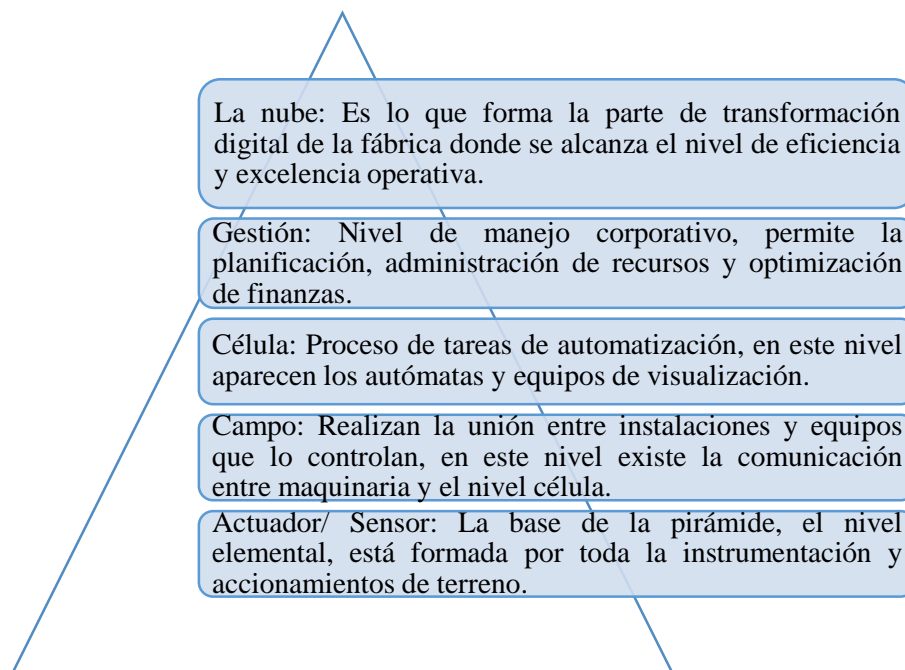 La nube: Es lo que forma la parte de transformación
digital de la fábrica donde se alcanza el nivel de eficiencia
y excelencia operativa.
Gestión: Nivel de manejo corporativo, permite la
planificación, administración de recursos y optimización
de finanzas.
Célula: Proceso de tareas de automatización, en este nivel
aparecen los autómatas y equipos de visualización.
Campo: Realizan la unión entre instalaciones y equipos
que lo controlan, en este nivel existe la comunicación
entre maquinaria y el nivel célula.
Actuador/ Sensor: La base de la pirámide, el nivel
elemental, está formada por toda la instrumentación y
accionamientos de terreno.